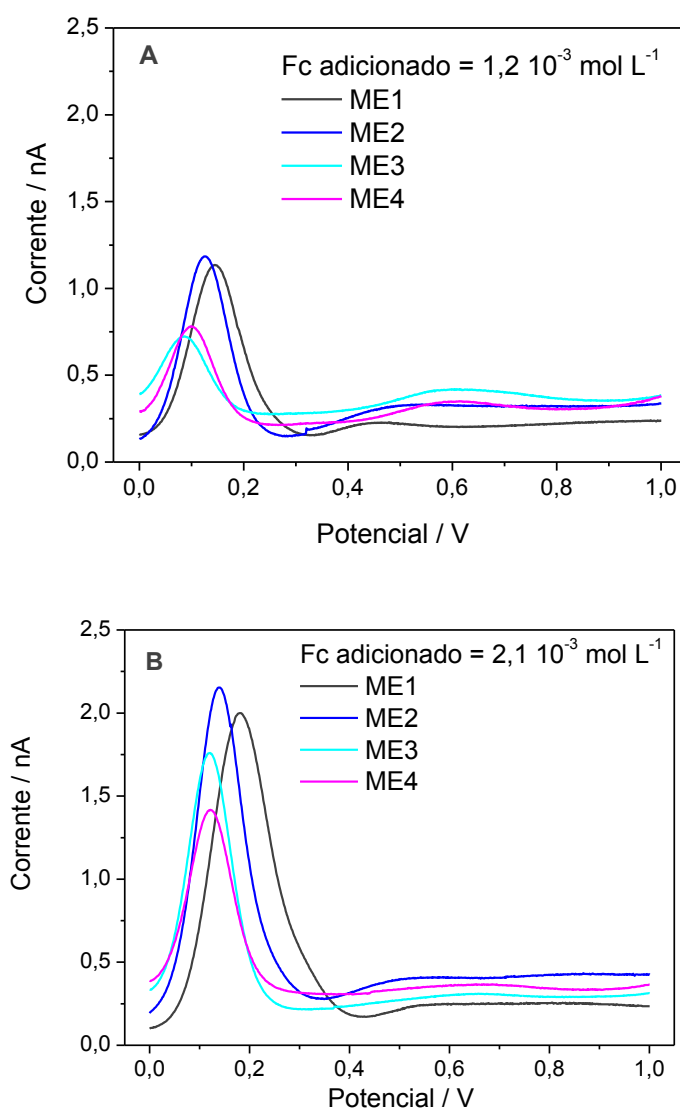 A
Fc adicionado = 1,2 10⁻³ mol L⁻¹
ME1
ME2
ME3
ME4
Corrente / nA
2,5
2,0
1,5
1,0
0,5
0,0
0,0 0,2 0,4 0,6 0,8 1,0
Potencial / V
B
Fc adicionado = 2,1 10⁻³ mol L⁻¹
ME1
ME2
ME3
ME4
Corrente / nA
2,5
2,0
1,5
1,0
0,5
0,0
0,0 0,2 0,4 0,6 0,8 1,0
Potencial / V